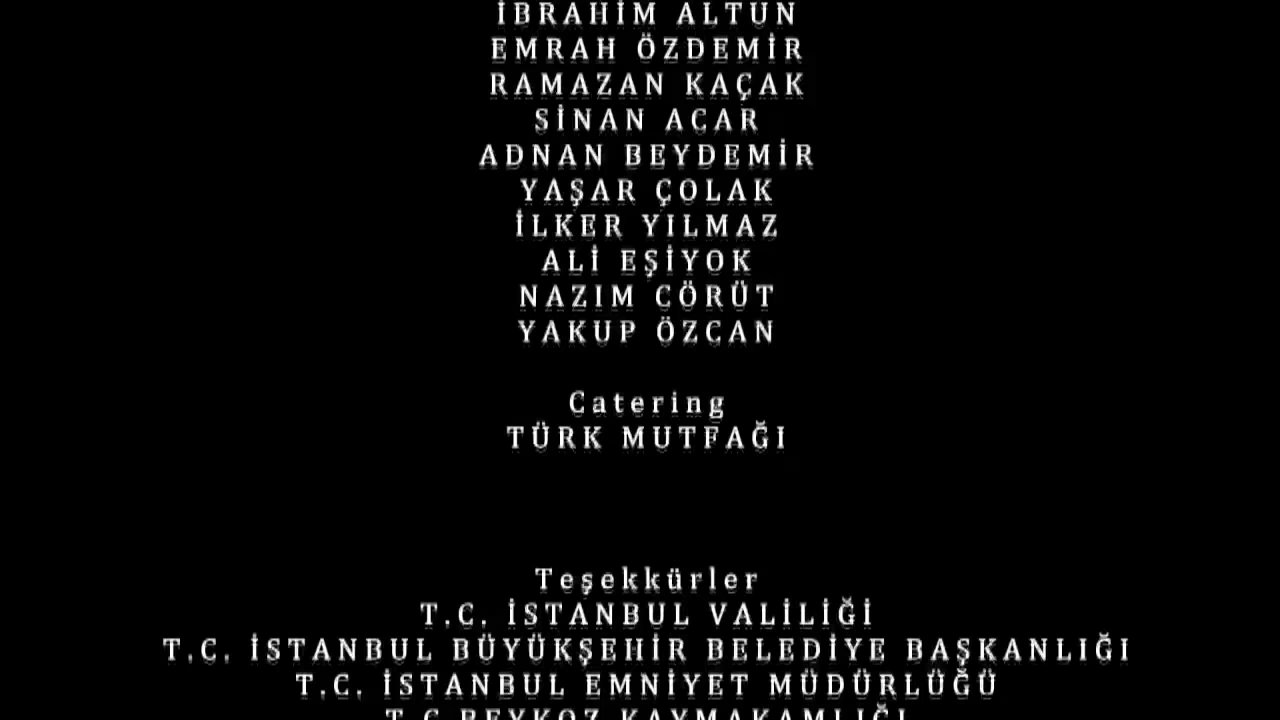 İBRAHİM ALTUN
EMRAH ÖZDEMİR
RAMAZAN KAÇAK
SİNAN ACAR
ADNAN BEYDEMİR
YAŞAR ÇOLAK
İLKER YILMAZ
ALİ EŞİYOK
NAZIM CÖRÜT
YAKUP ÖZCAN
Catering
TÜRK MUTFAĞI
Teşekkürler
T.C. İSTANBUL VALİLİĞİ
T.C. İSTANBUL BÜYÜKŞEHİR BELEDİYE BAŞKANLIĞI
T.C. İSTANBUL EMNİYET MÜDÜRLÜĞÜ
T.C BEYKOZ KAYMAKAMLIĞI